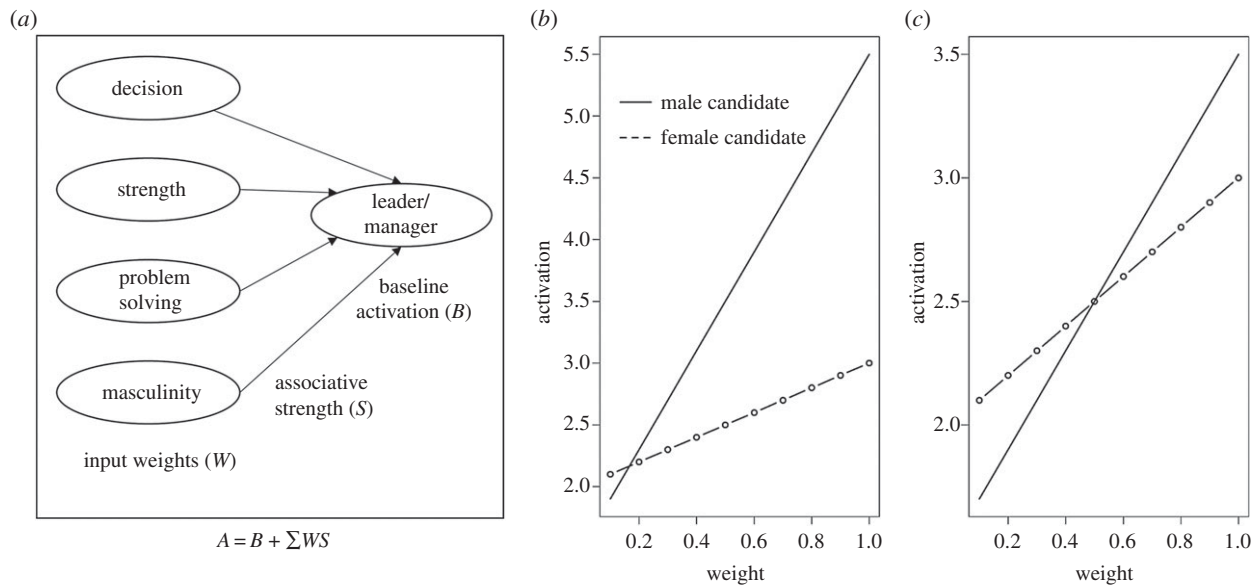 (a)
decision
strength
leader/
manager
problem
solving
baseline
activation (B)
masculinity
associative
strength (S)
input weights (W)
A = B + ∑WS
(b)
5.5
5.0
4.5
4.0
3.5
3.0
2.5
2.0
activation
male candidate
female candidate
0.2 0.4 0.6 0.8 1.0
weight
(c)
3.5
3.0
2.5
2.0
activation
0.2 0.4 0.6 0.8 1.0
weight